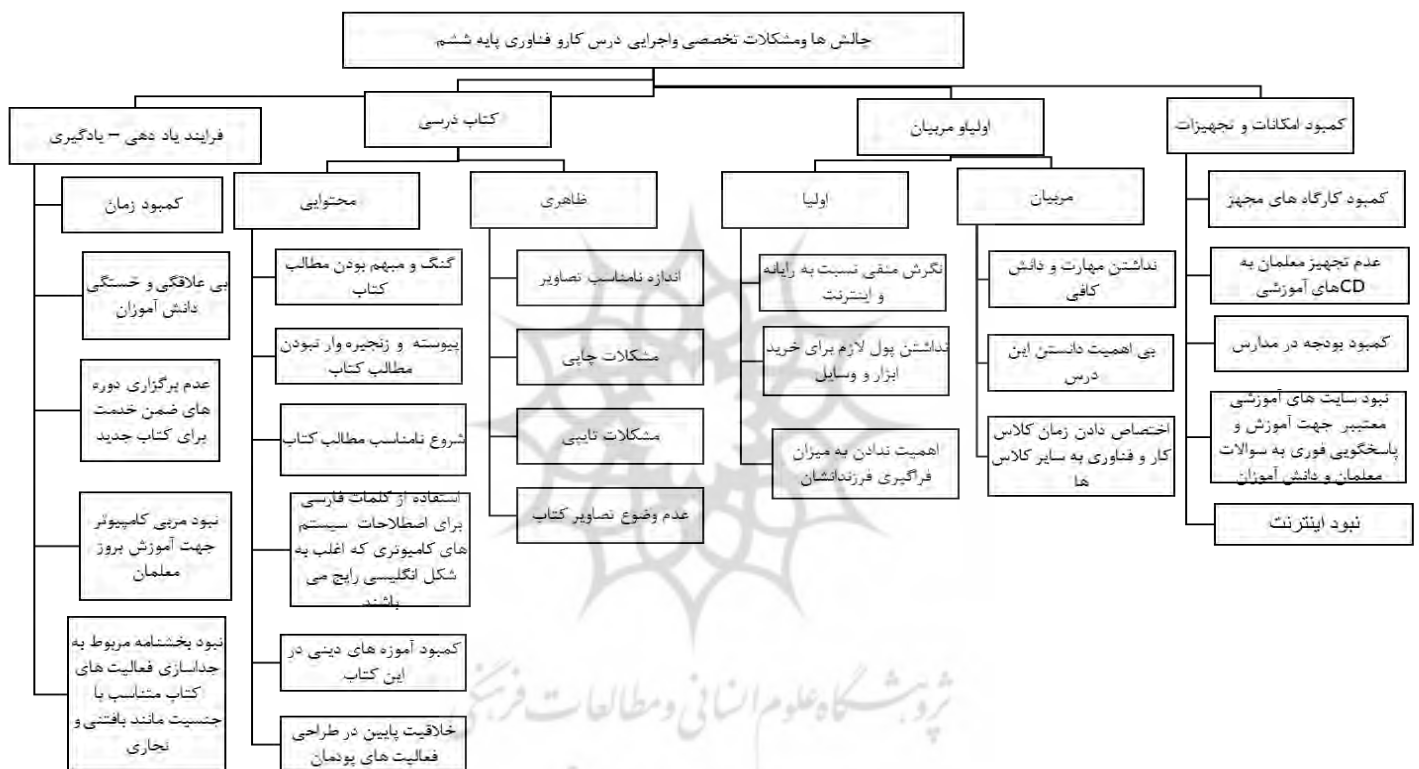 چالش ها ومشکلات تخصصی واجرایی درس کارو فناوری پایه ششم
کمبود امکانات و تجهیزات
کمبود کارگاه های مجهز
عدم تجهیز معلمان به
CDهای آموزشی
کمبود بودجه در مدارس
نبود سایت های آموزشی
معتیبر جهت آموزش و
پاسخگویی فوری به سوالات
معلمان و دانش آموزان
نبود اینترنت
اولیاو مربیان
مربیان
نداشتن مهارت و دانش
کافی
بی اهمیت دانستن این
درس
اختصاص دادن زمان کلاس
کار و فناوری به سایر کلاس
ها
اولیا
نگرش منفی نسبت به رایانه
و اینترنت
نداشتن پول لازم برای خرید
ابزار و وسایل
اهمیت ندادن به میزان
فراگیری فرزندانشان
کتاب درسی
ظاهری
اندازه نامناسب تصاویر
مشکلات چاپی
مشکلات تایپی
عدم وضوع تصاویر کتاب
محتوایی
گنگ و مبهم بودن مطالب
کتاب
پیوسته و زنجیره وار نبودن
مطالب کتاب
شروع نامناسب مطالب کتاب
استفاده از کلمات فارسی
برای اصطلاحات سیستم
های کامیوتری که اغلب به
شکل انگلیسی رایج می
باشند
کمبود آموزه های دینی در
این کتاب
خلاقیت پایین در طراحی
فعالیت های پودمان
فرایند یاد دهی – یادگیری
کمبود زمان
بی علاقگی و خستگی
دانش آموزان
عدم برگزاری دوره
های ضمن خدمت
برای کتاب جدید
نبود مربی کامپیوتر
جهت آموزش بروز
معلمان
نبود بخشنامه مربوط به
جداسازی فعالیت های
کتاب متناسب با
جنسیت مانند بافتنی و
نجاری
پژوهشگاه علوم انسانی و مطالعات فرهنگی